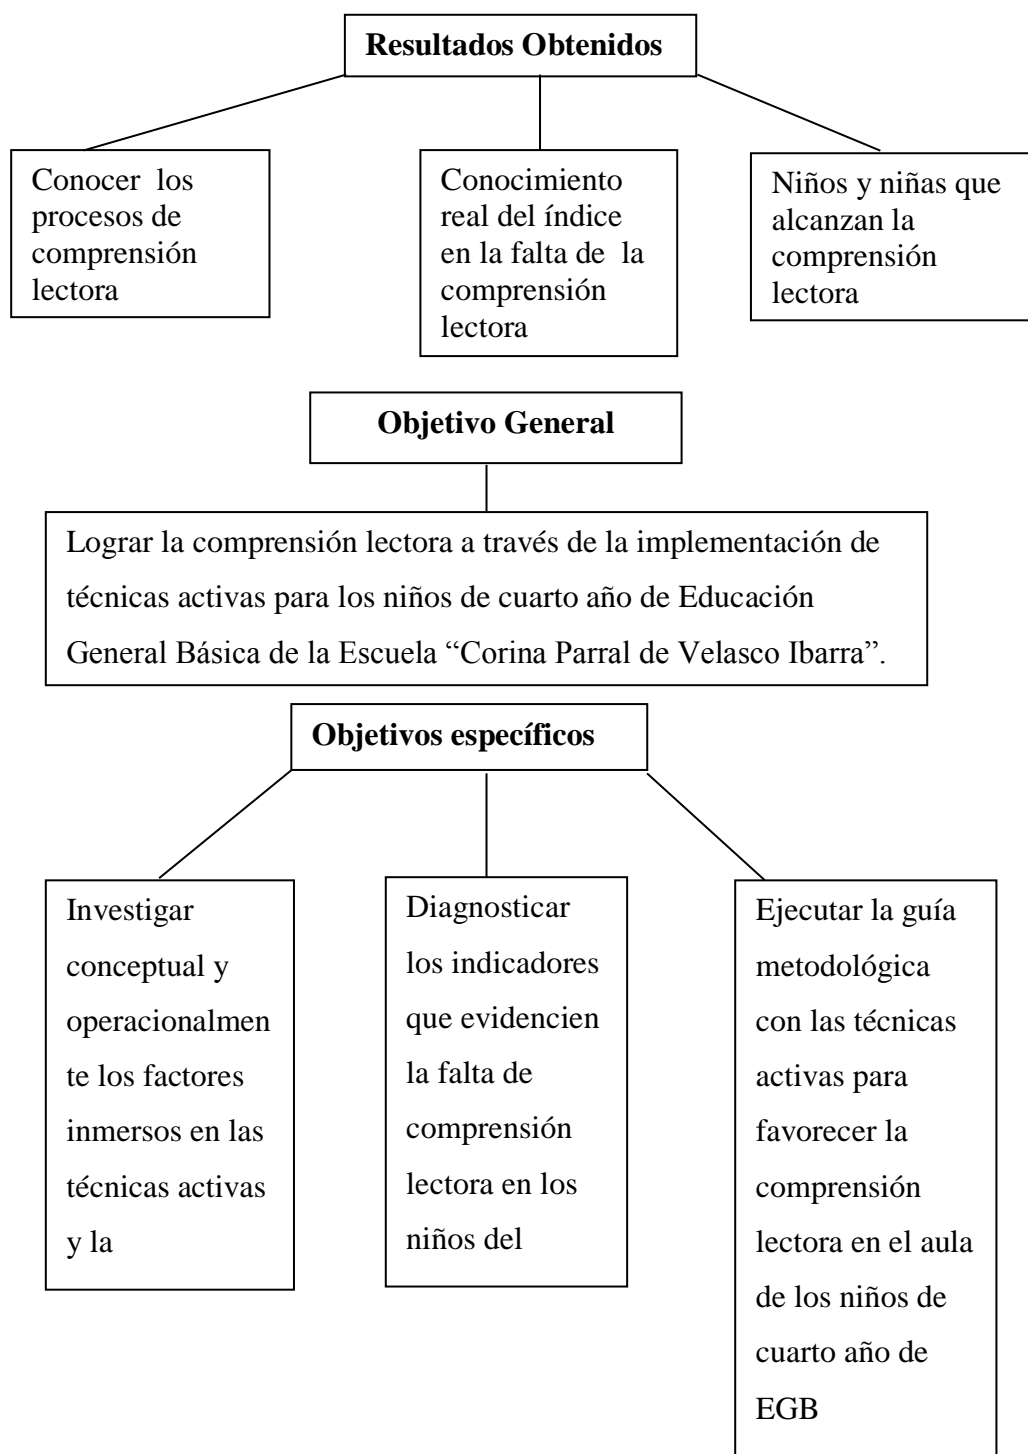 Resultados Obtenidos
Conocer los
procesos de
comprensión
lectora
Conocimiento
real del índice
en la falta de la
comprensión
lectora
Niños y niñas que
alcanzan la
comprensión
lectora
Objetivo General
Lograr la comprensión lectora a través de la implementación de
técnicas activas para los niños de cuarto año de Educación
General Básica de la Escuela “Corina Parral de Velasco Ibarra”.
Objetivos específicos
Investigar
conceptual y
operacionalmen
te los factores
inmersos en las
técnicas activas
y la
Diagnosticar
los indicadores
que evidencien
la falta de
comprensión
lectora en los
niños del
Ejecutar la guía
metodológica
con las técnicas
activas para
favorecer la
comprensión
lectora en el aula
de los niños de
cuarto año de
EGB